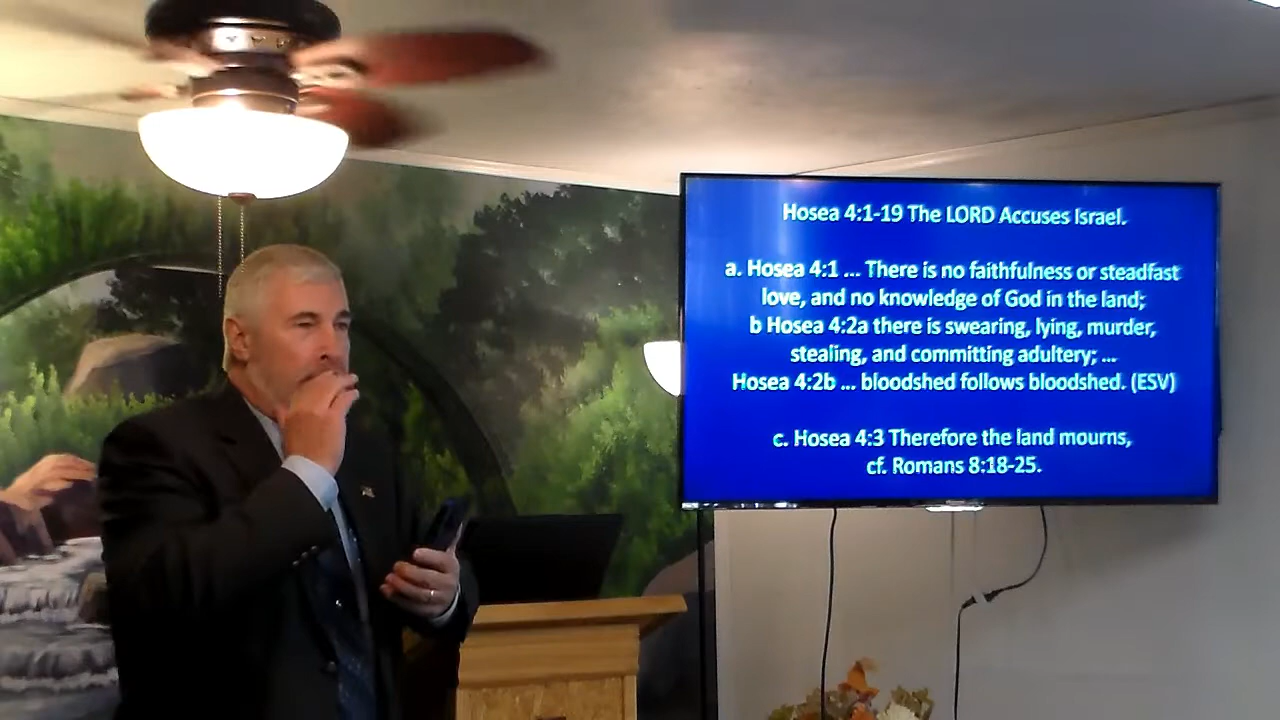 Hosea 4:1-19 The LORD Accuses Israel.
a. Hosea 4:1 ... There is no faithfulness or steadfast
love, and no knowledge of God in the land;
b Hosea 4:2a there is swearing, lying, murder,
stealing, and committing adultery; ...
Hosea 4:2b ... bloodshed follows bloodshed. (ESV)
c. Hosea 4:3 Therefore the land mourns,
cf. Romans 8:18-25.